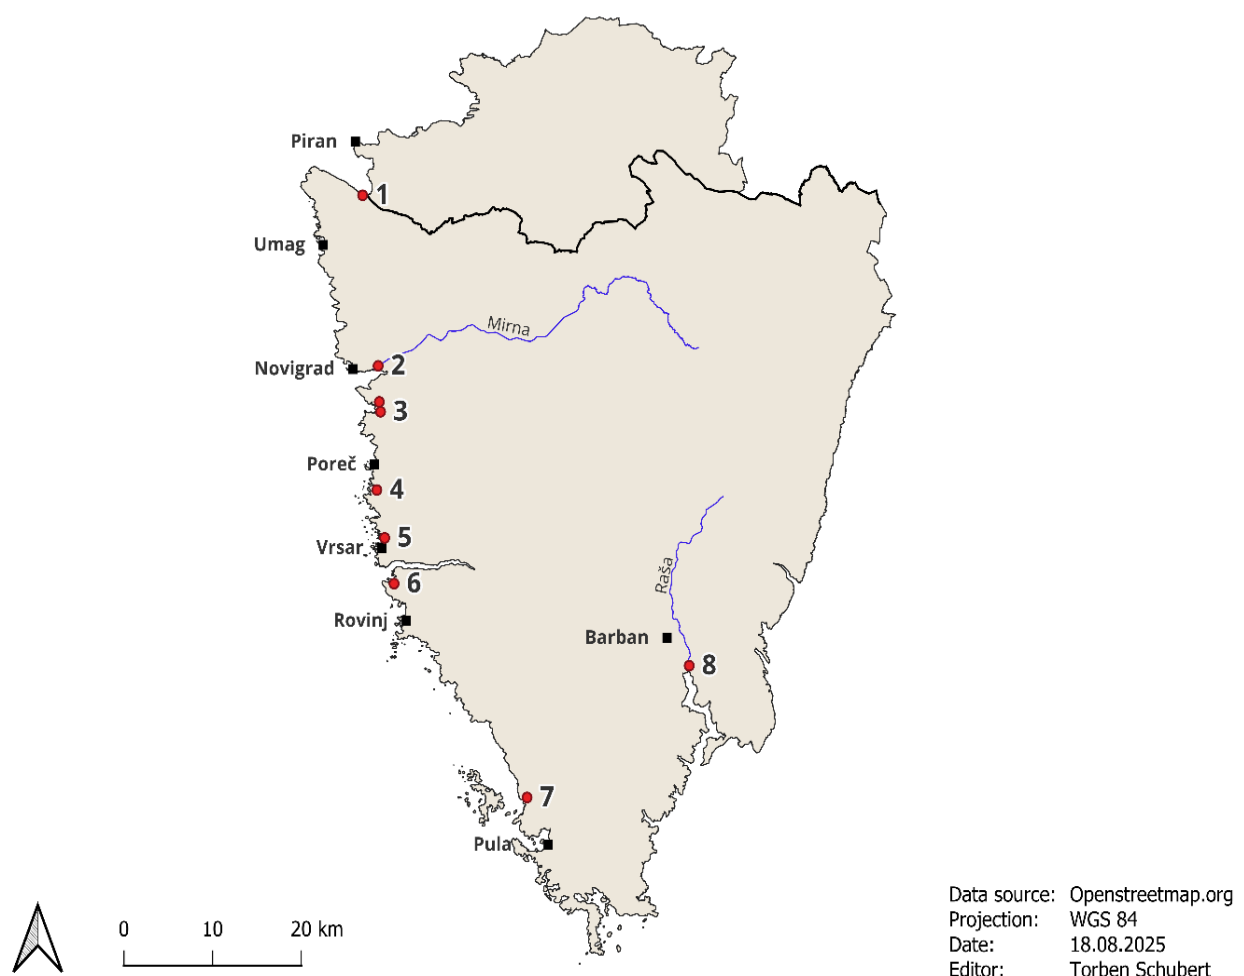 Piran
1
Umag
Mirna
2
Novigrad
3
Poreč
4
5
Vrsar
6
Raša
Rovinj
Barban
8
7
Pula
0 10 20 km
Data source: Openstreetmap.org
Projection: WGS 84
Date: 18.08.2025
Editor: Torben Schubert